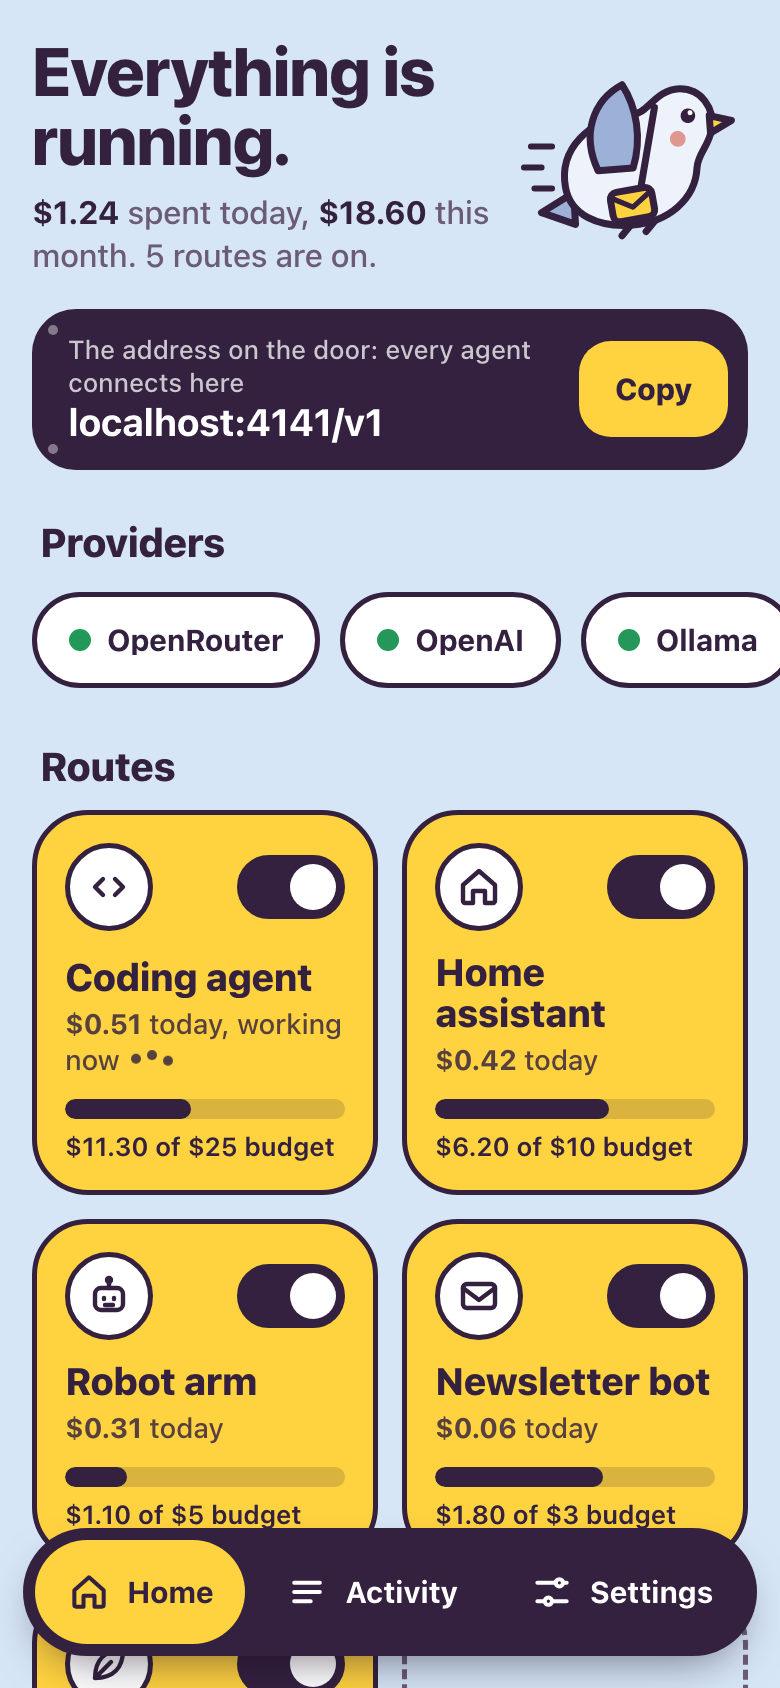 Everything is
running.
$1.24 spent today, $18.60 this
month. 5 routes are on.
The address on the door: every agent
connects here
localhost:4141/v1
Copy
Providers
OpenRouter
OpenAI
Ollama
Routes
Coding agent
$0.51 today, working
now
$11.30 of $25 budget
Home
assistant
$0.42 today
$6.20 of $10 budget
Robot arm
$0.31 today
$1.10 of $5 budget
Newsletter bot
$0.06 today
$1.80 of $3 budget
Home
Activity
Settings